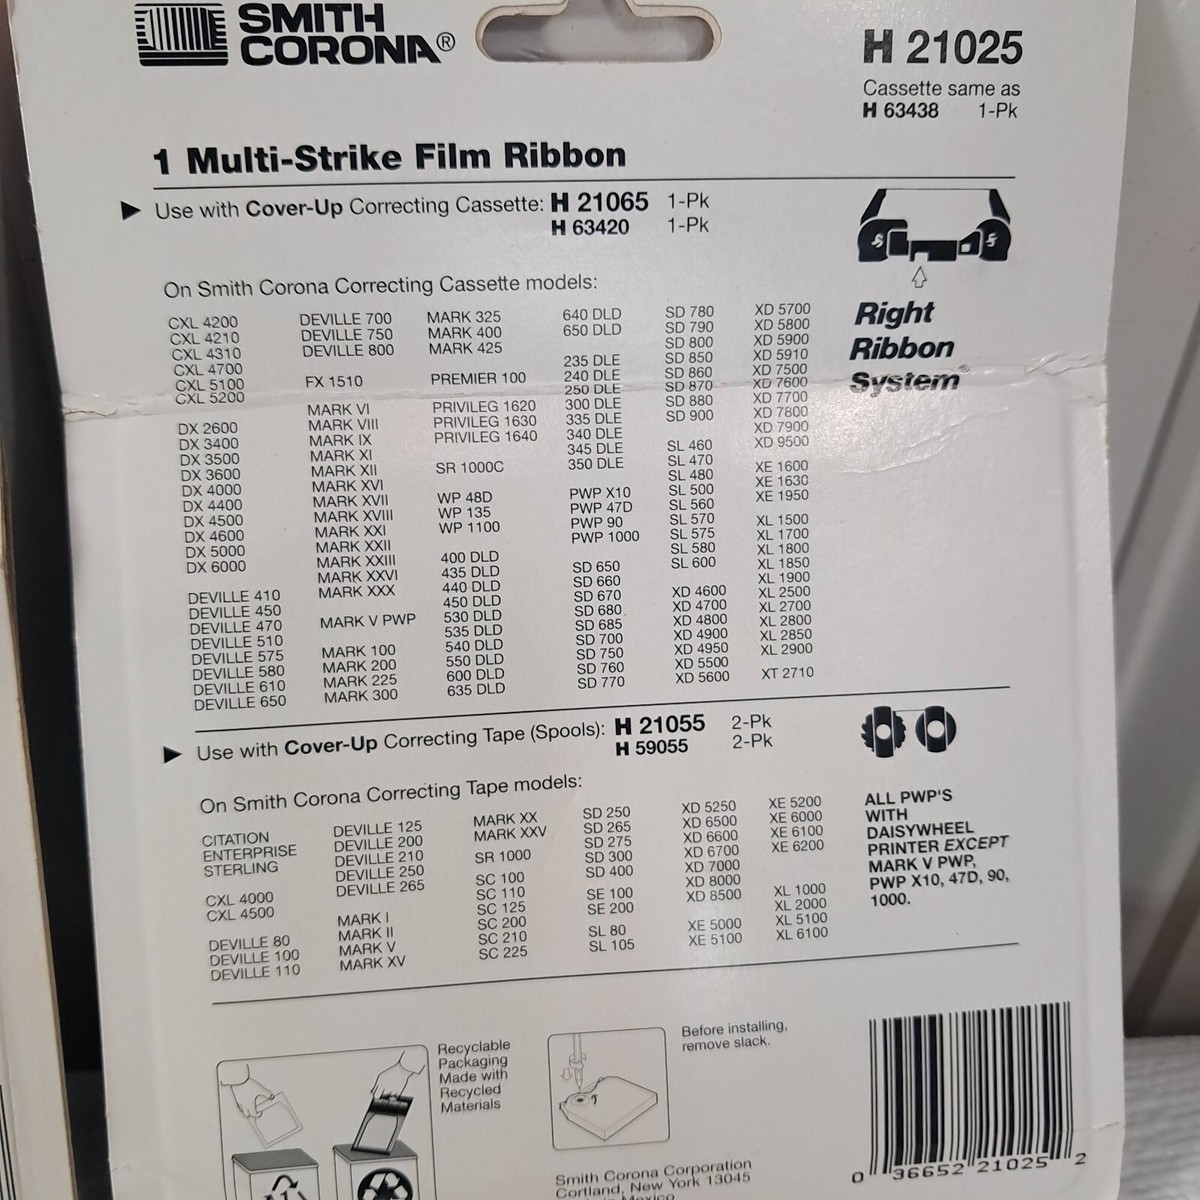 SMITH
CORONA®
H 21025
Cassette same as
H 63438 1-Pk
1 Multi-Strike Film Ribbon
Use with Cover-Up Correcting Cassette: H 21065 1-Pk
H 63420 1-Pk
Right
Ribbon
System
On Smith Corona Correcting Cassette models:
CXL 4200
CXL 4210
CXL 4310
CXL 4700
CXL 5100
CXL 5200
DX 2600
DX 3400
DX 3500
DX 3600
DX 4000
DX 4400
DX 4500
DX 4600
DX 5000
DX 6000
DEVILLE 410
DEVILLE 450
DEVILLE 470
DEVILLE 510
DEVILLE 575
DEVILLE 580
DEVILLE 610
DEVILLE 650
DEVILLE 700
DEVILLE 750
DEVILLE 800
FX 1510
MARK VI
MARK VIII
MARK IX
MARK XI
MARK XII
MARK XVI
MARK XVII
MARK XVIII
MARK XXI
MARK XXII
MARK XXIII
MARK XXVI
MARK XXX
MARK V PWP
MARK 100
MARK 200
MARK 225
MARK 300
MARK 325
MARK 400
MARK 425
PREMIER 100
PRIVILEG 1620
PRIVILEG 1630
PRIVILEG 1640
SR 1000C
WP 48D
WP 135
WP 1100
400 DLD
435 DLD
440 DLD
450 DLD
530 DLD
535 DLD
540 DLD
550 DLD
600 DLD
635 DLD
640 DLD
650 DLD
235 DLE
240 DLE
250 DLE
300 DLE
335 DLE
340 DLE
345 DLE
350 DLE
PWP X10
PWP 47D
PWP 90
PWP 1000
SD 650
SD 660
SD 670
SD 680
SD 685
SD 700
SD 750
SD 760
SD 770
SD 780
SD 790
SD 800
SD 850
SD 860
SD 870
SD 880
SD 900
SL 460
SL 470
SL 480
SL 500
SL 560
SL 570
SL 575
SL 580
SL 600
XD 4600
XD 4700
XD 4800
XD 4900
XD 4950
XD 5500
XD 5600
XD 5700
XD 5800
XD 5900
XD 5910
XD 7500
XD 7600
XD 7700
XD 7800
XD 7900
XD 9500
XE 1600
XE 1630
XE 1950
XL 1500
XL 1700
XL 1800
XL 1850
XL 1900
XL 2500
XL 2700
XL 2800
XL 2850
XL 2900
XT 2710
Use with Cover-Up Correcting Tape (Spools): H 21055 2-Pk
H 59055 2-Pk
On Smith Corona Correcting Tape models:
CITATION
ENTERPRISE
STERLING
CXL 4000
CXL 4500
DEVILLE 80
DEVILLE 100
DEVILLE 110
DEVILLE 125
DEVILLE 200
DEVILLE 210
DEVILLE 250
DEVILLE 265
MARK I
MARK II
MARK V
MARK XV
MARK XX
MARK XXV
SR 1000
SC 100
SC 110
SC 125
SC 200
SC 210
SC 225
SD 250
SD 265
SD 275
SD 300
SD 400
SE 100
SE 200
SL 80
SL 105
XD 5250
XD 6500
XD 6600
XD 6700
XD 7000
XD 8000
XD 8500
XE 5000
XE 5100
XE 5200
XE 6000
XE 6100
XE 6200
XL 1000
XL 2000
XL 5100
XL 6100
ALL PWP'S
WITH
DAISYWHEEL
PRINTER EXCEPT
MARK V PWP,
PWP X10, 47D, 90,
1000.
Recyclable
Packaging
Made with
Recycled
Materials
Before installing,
remove slack.
Smith Corona Corporation
Cortland, New York 13045
Mexico
0 36652 21025 2